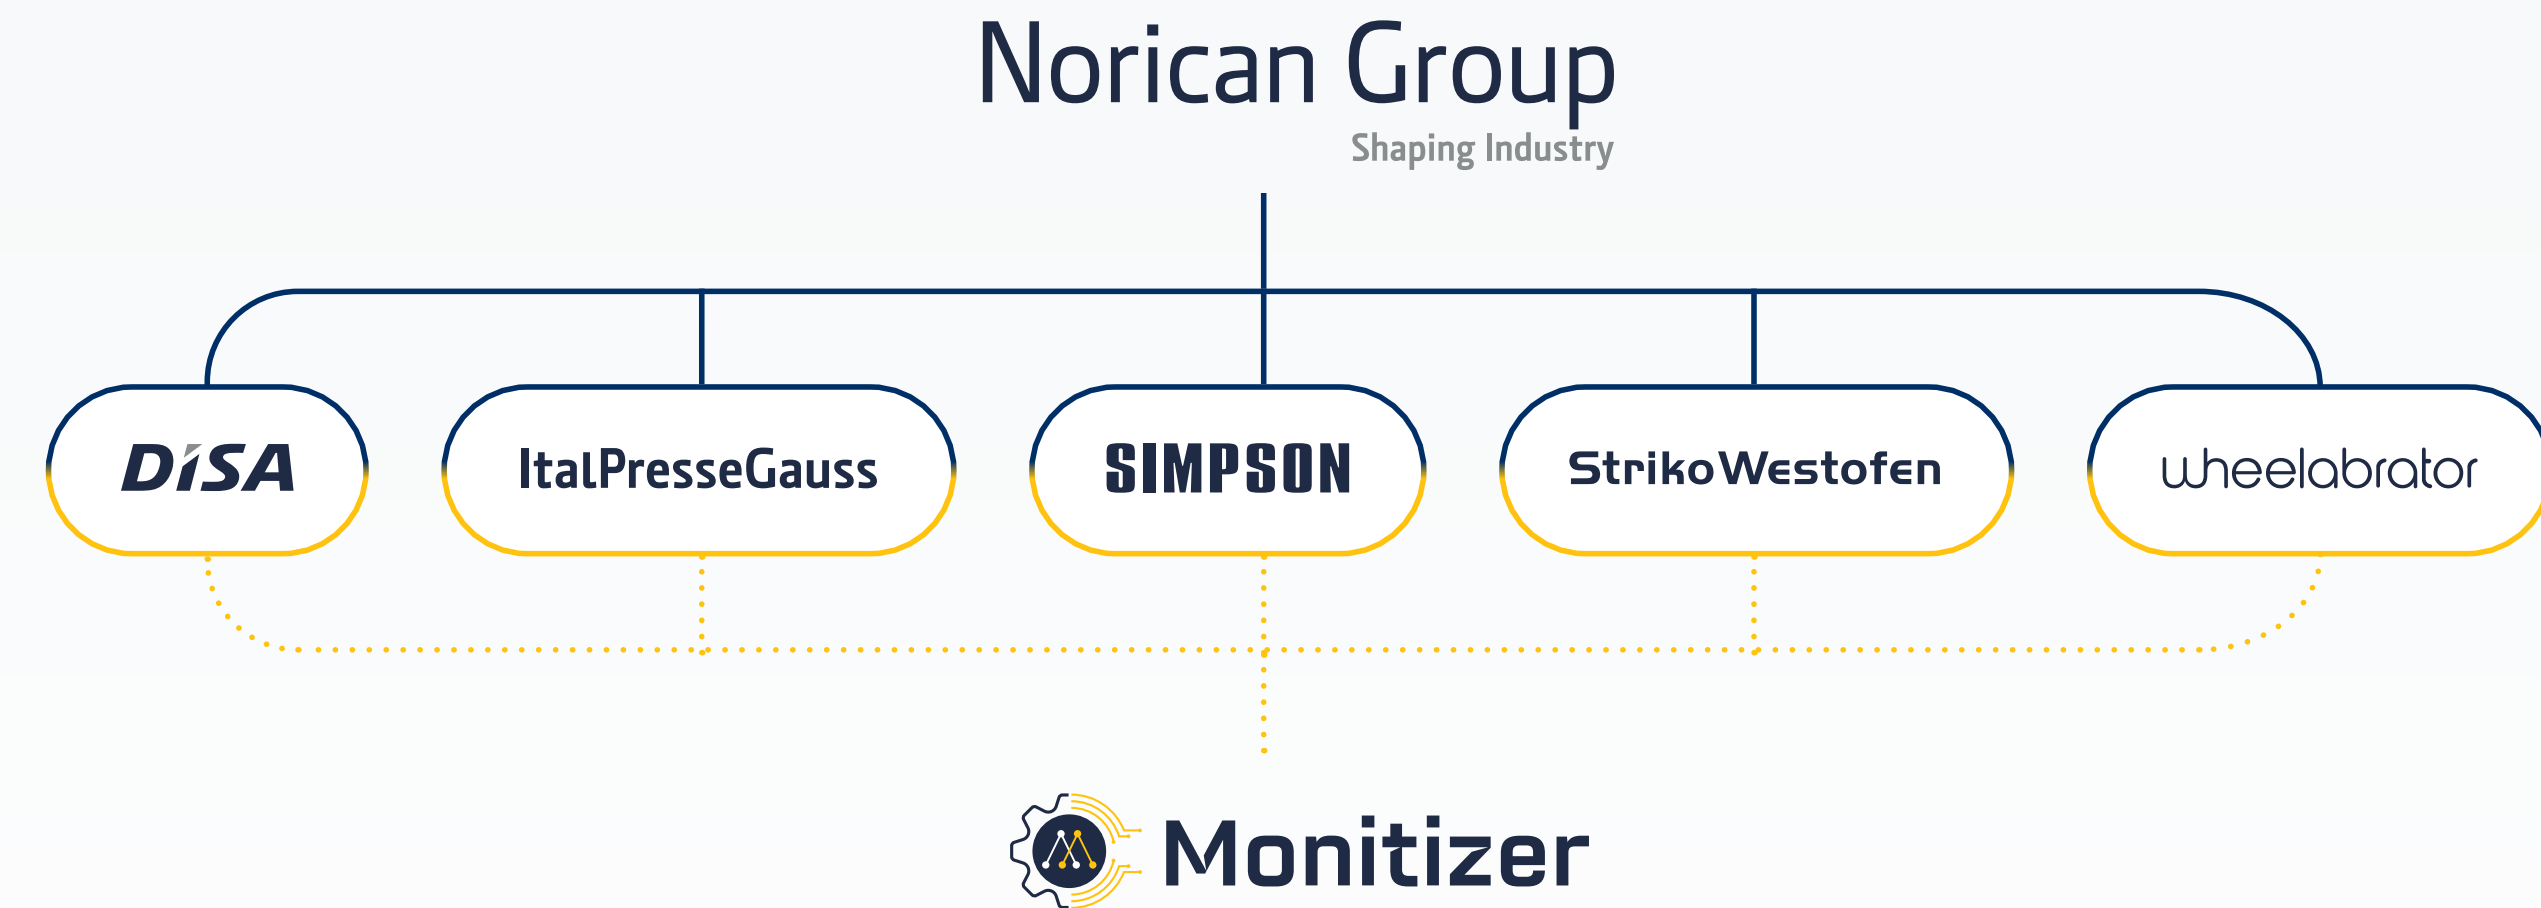 Norican Group
Shaping Industry
DISA
ItalPresseGauss
SIMPSON
StrikoWestofen
wheelabrator
Monitizer